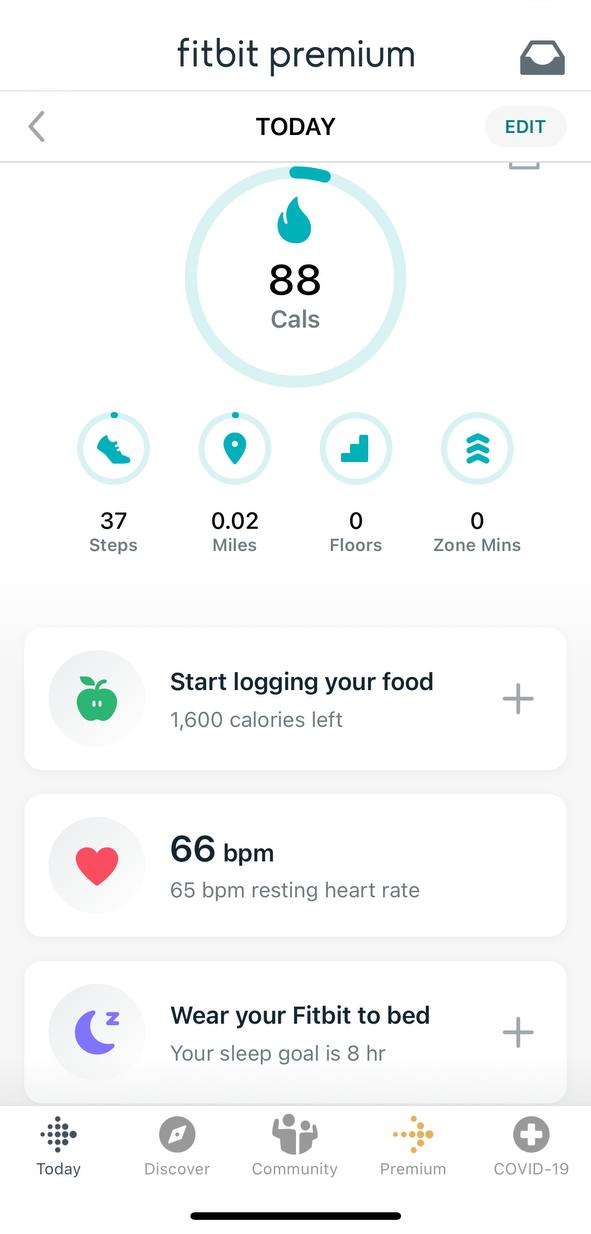 fitbit premium
TODAY
EDIT
88
Cals
37
Steps
0.02
Miles
0
Floors
0
Zone Mins
Start logging your food
1,600 calories left
66 bpm
65 bpm resting heart rate
z
Wear your Fitbit to bed
Your sleep goal is 8 hr
Today
Discover
Community
Premium
COVID-19